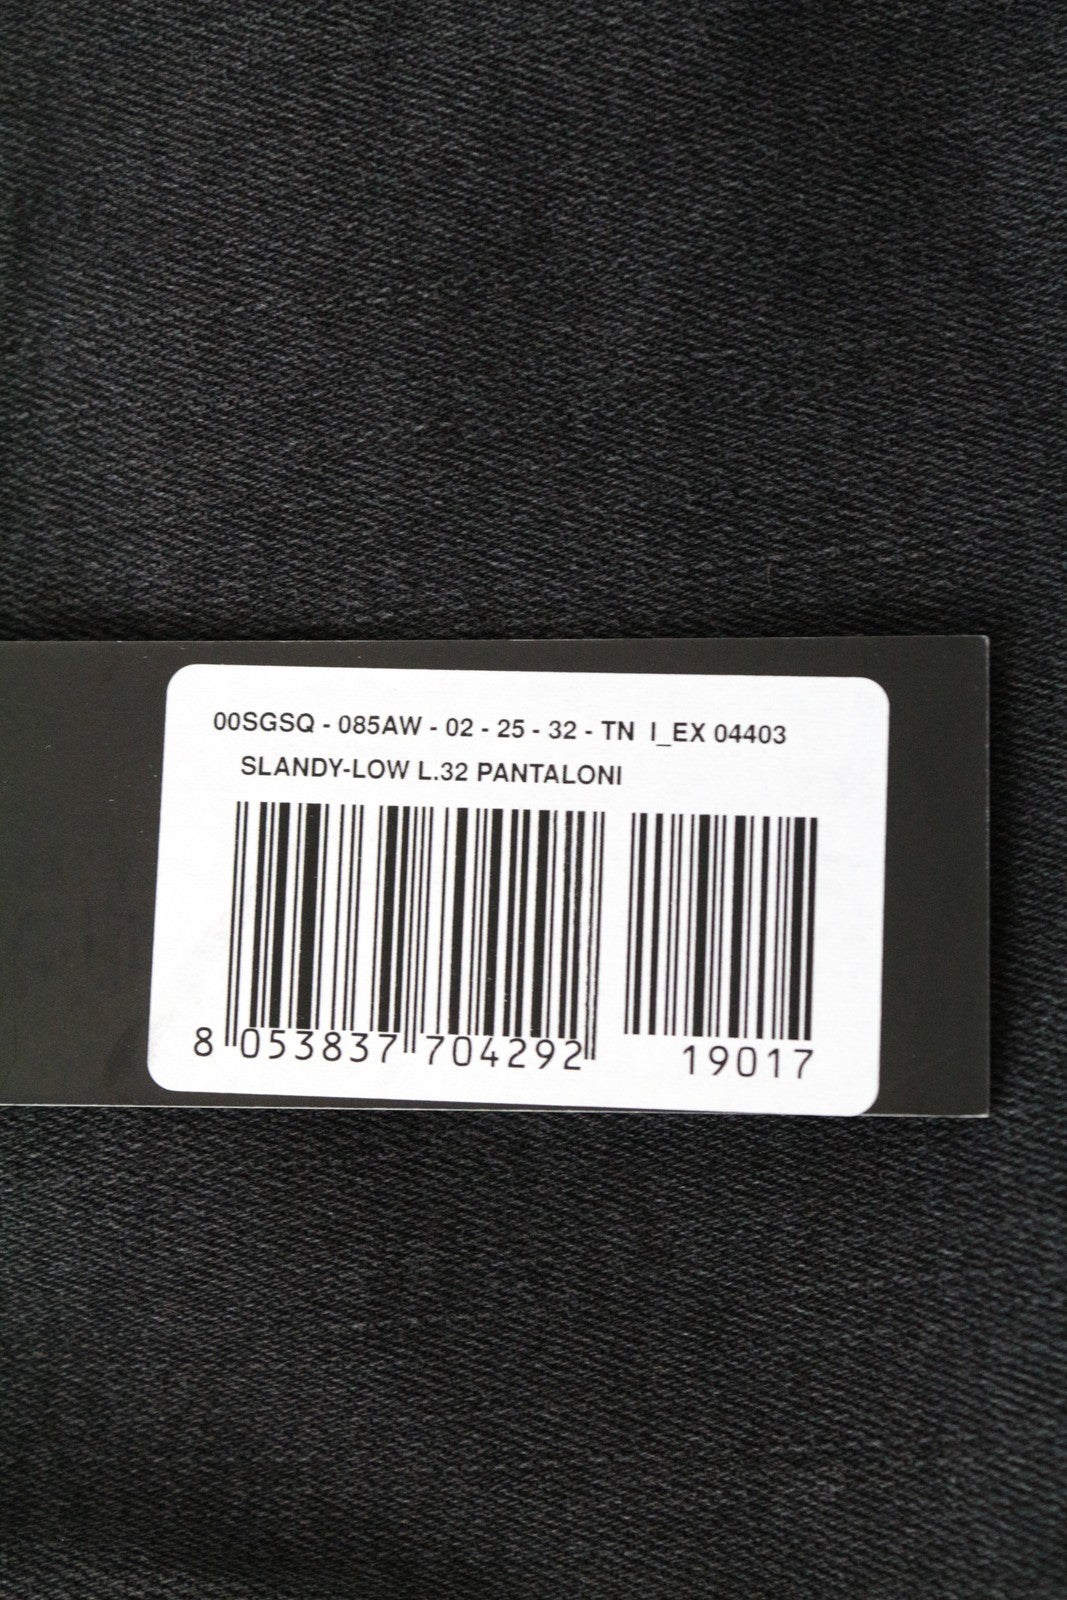 00SGSQ - 085AW - 02 - 25 - 32 - TN I_EX 04403
SLANDY-LOW L.32 PANTALONI
8 053837 704292 19017